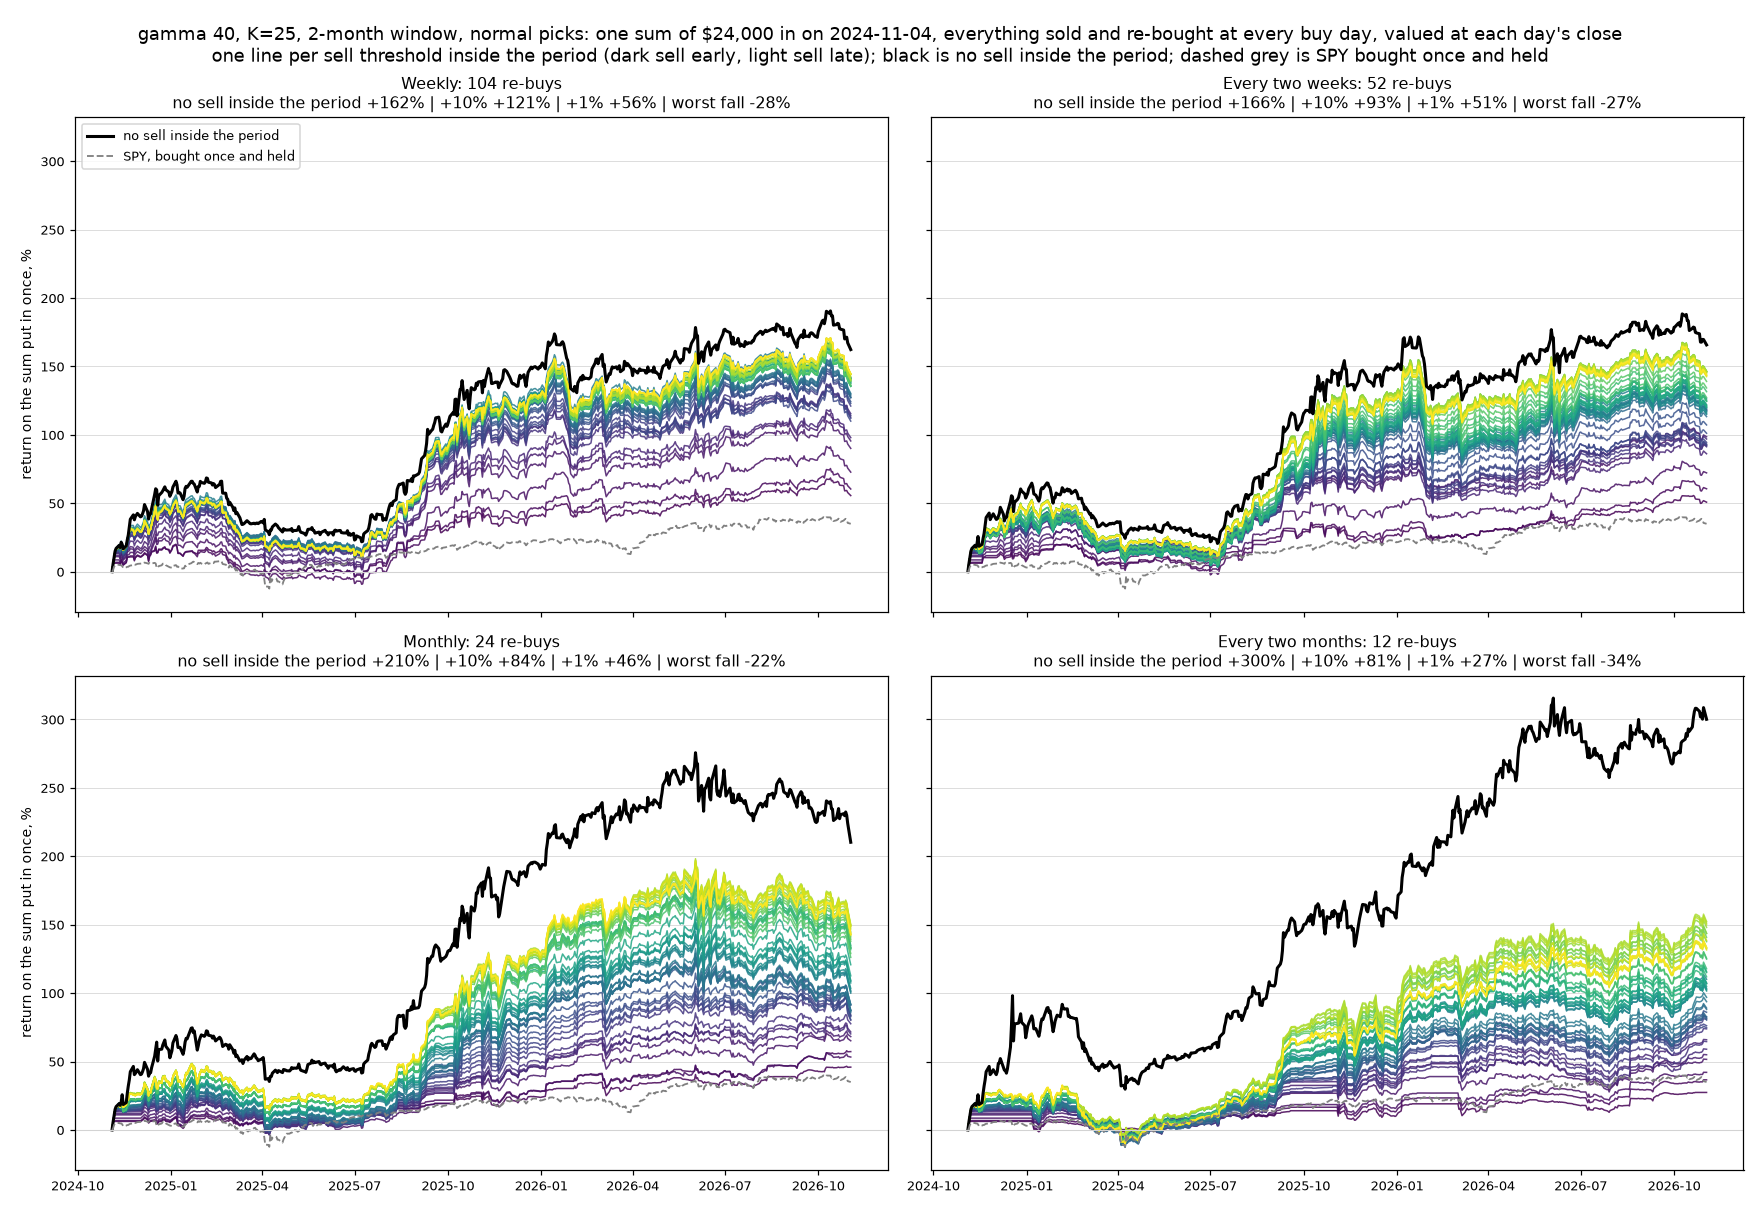 gamma 40, K=25, 2-month window, normal picks: one sum of $24,000 in on 2024-11-04, everything sold and re-bought at every buy day, valued at each day's close
one line per sell threshold inside the period (dark sell early, light sell late); black is no sell inside the period; dashed grey is SPY bought once and held
Weekly: 104 re-buys
no sell inside the period +162% | +10% +121% | +1% +56% | worst fall -28%
no sell inside the period
SPY, bought once and held
return on the sum put in once, %
300
250
200
150
100
50
0
Every two weeks: 52 re-buys
no sell inside the period +166% | +10% +93% | +1% +51% | worst fall -27%
Monthly: 24 re-buys
no sell inside the period +210% | +10% +84% | +1% +46% | worst fall -22%
return on the sum put in once, %
300
250
200
150
100
50
0
2024-10 2025-01 2025-04 2025-07 2025-10 2026-01 2026-04 2026-07 2026-10
Every two months: 12 re-buys
no sell inside the period +300% | +10% +81% | +1% +27% | worst fall -34%
2024-10 2025-01 2025-04 2025-07 2025-10 2026-01 2026-04 2026-07 2026-10